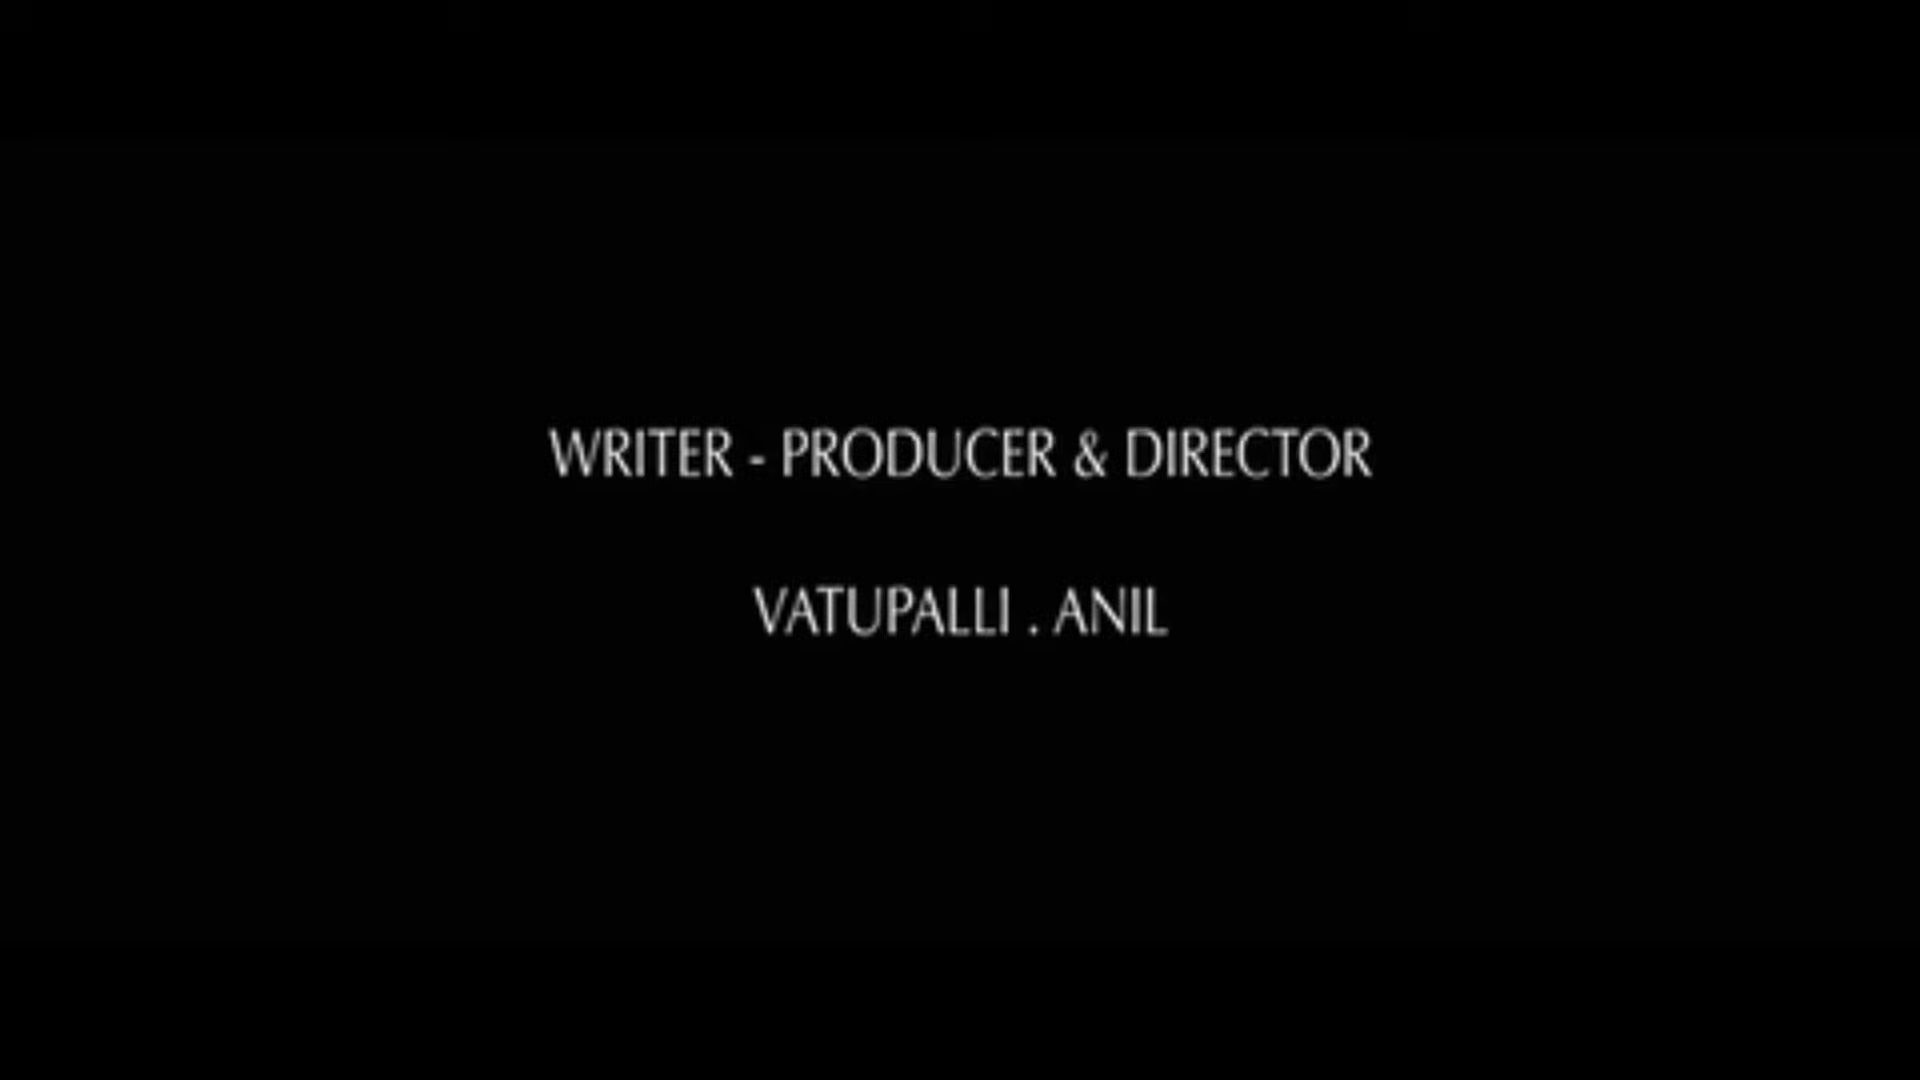 WRITER - PRODUCER & DIRECTOR
VATUPALLI . ANIL